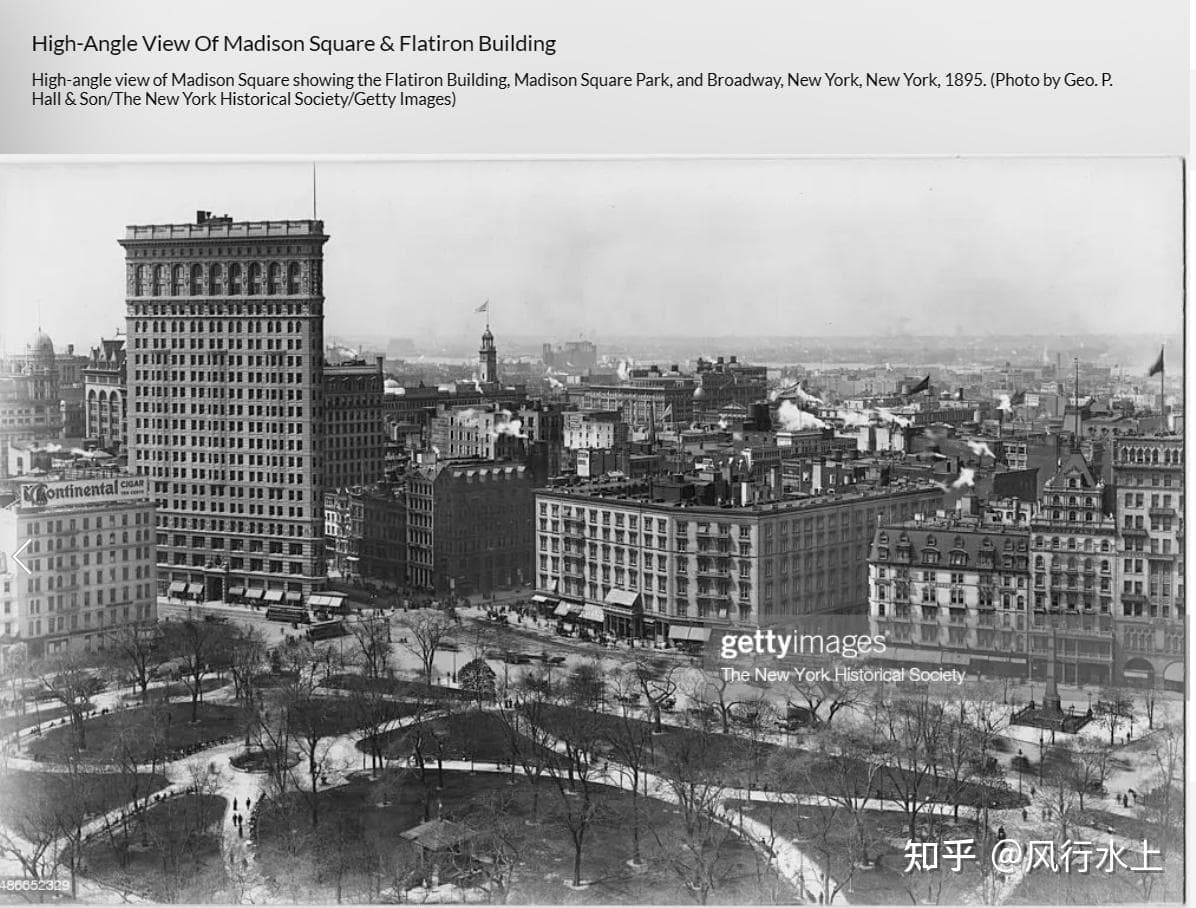 High-Angle View Of Madison Square & Flatiron Building
High-angle view of Madison Square showing the Flatiron Building, Madison Square Park, and Broadway, New York, New York, 1895. (Photo by Geo. P.
Hall & Son/The New York Historical Society/Getty Images)
Continental CIGAR
gettyimages
The New York Historical Society
知乎 @风行水上
486652329